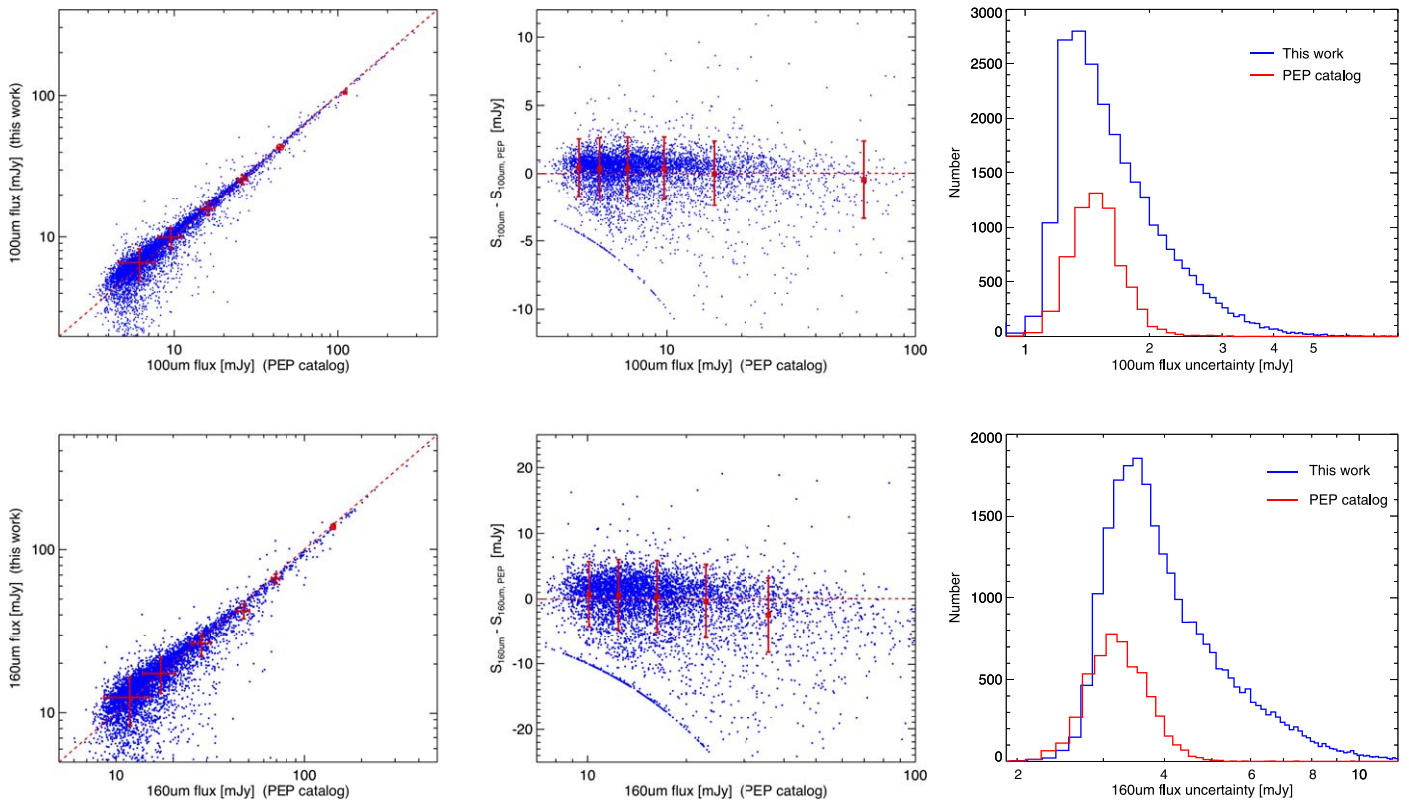 100um flux [mJy] (this work)
100
10
10
100
100um flux [mJy] (PEP catalog)
S100um - S100um, PEP [mJy]
10
5
0
-5
-10
10
100
100um flux [mJy] (PEP catalog)
Number
3000
2500
2000
1500
1000
500
0
This work
PEP catalog
1
2
3
4
5
100um flux uncertainty [mJy]
160um flux [mJy] (this work)
100
10
10
100
160um flux [mJy] (PEP catalog)
S160um - S160um, PEP [mJy]
20
10
0
-10
-20
10
100
160um flux [mJy] (PEP catalog)
Number
2000
1500
1000
500
0
This work
PEP catalog
2
4
6
8
10
160um flux uncertainty [mJy]